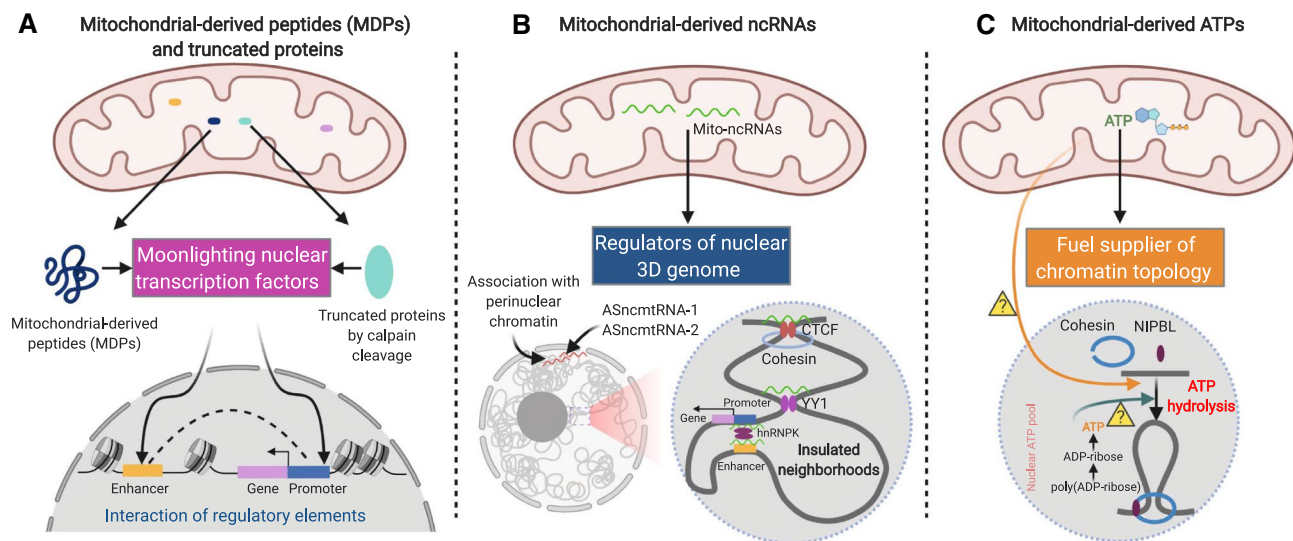 A
Mitochondrial-derived peptides (MDPs)
and truncated proteins
Moonlighting nuclear
transcription factors
Mitochondrial-derived
peptides (MDPs)
Truncated proteins
by calpain
cleavage
Enhancer
Gene
Promoter
Interaction of regulatory elements
B
Mitochondrial-derived ncRNAs
Mito-ncRNAs
Regulators of nuclear
3D genome
Association with
perinuclear
chromatin
ASncmtRNA-1
ASncmtRNA-2
CTCF
Cohesin
YY1
Promoter
Gene
hnRNPK
Enhancer
Insulated
neighborhoods
C
Mitochondrial-derived ATPs
ATP
Fuel supplier of
chromatin topology
?
Cohesin
NIPBL
ATP
hydrolysis
?
Nuclear ATP pool
ATP
ADP-ribose
poly(ADP-ribose)